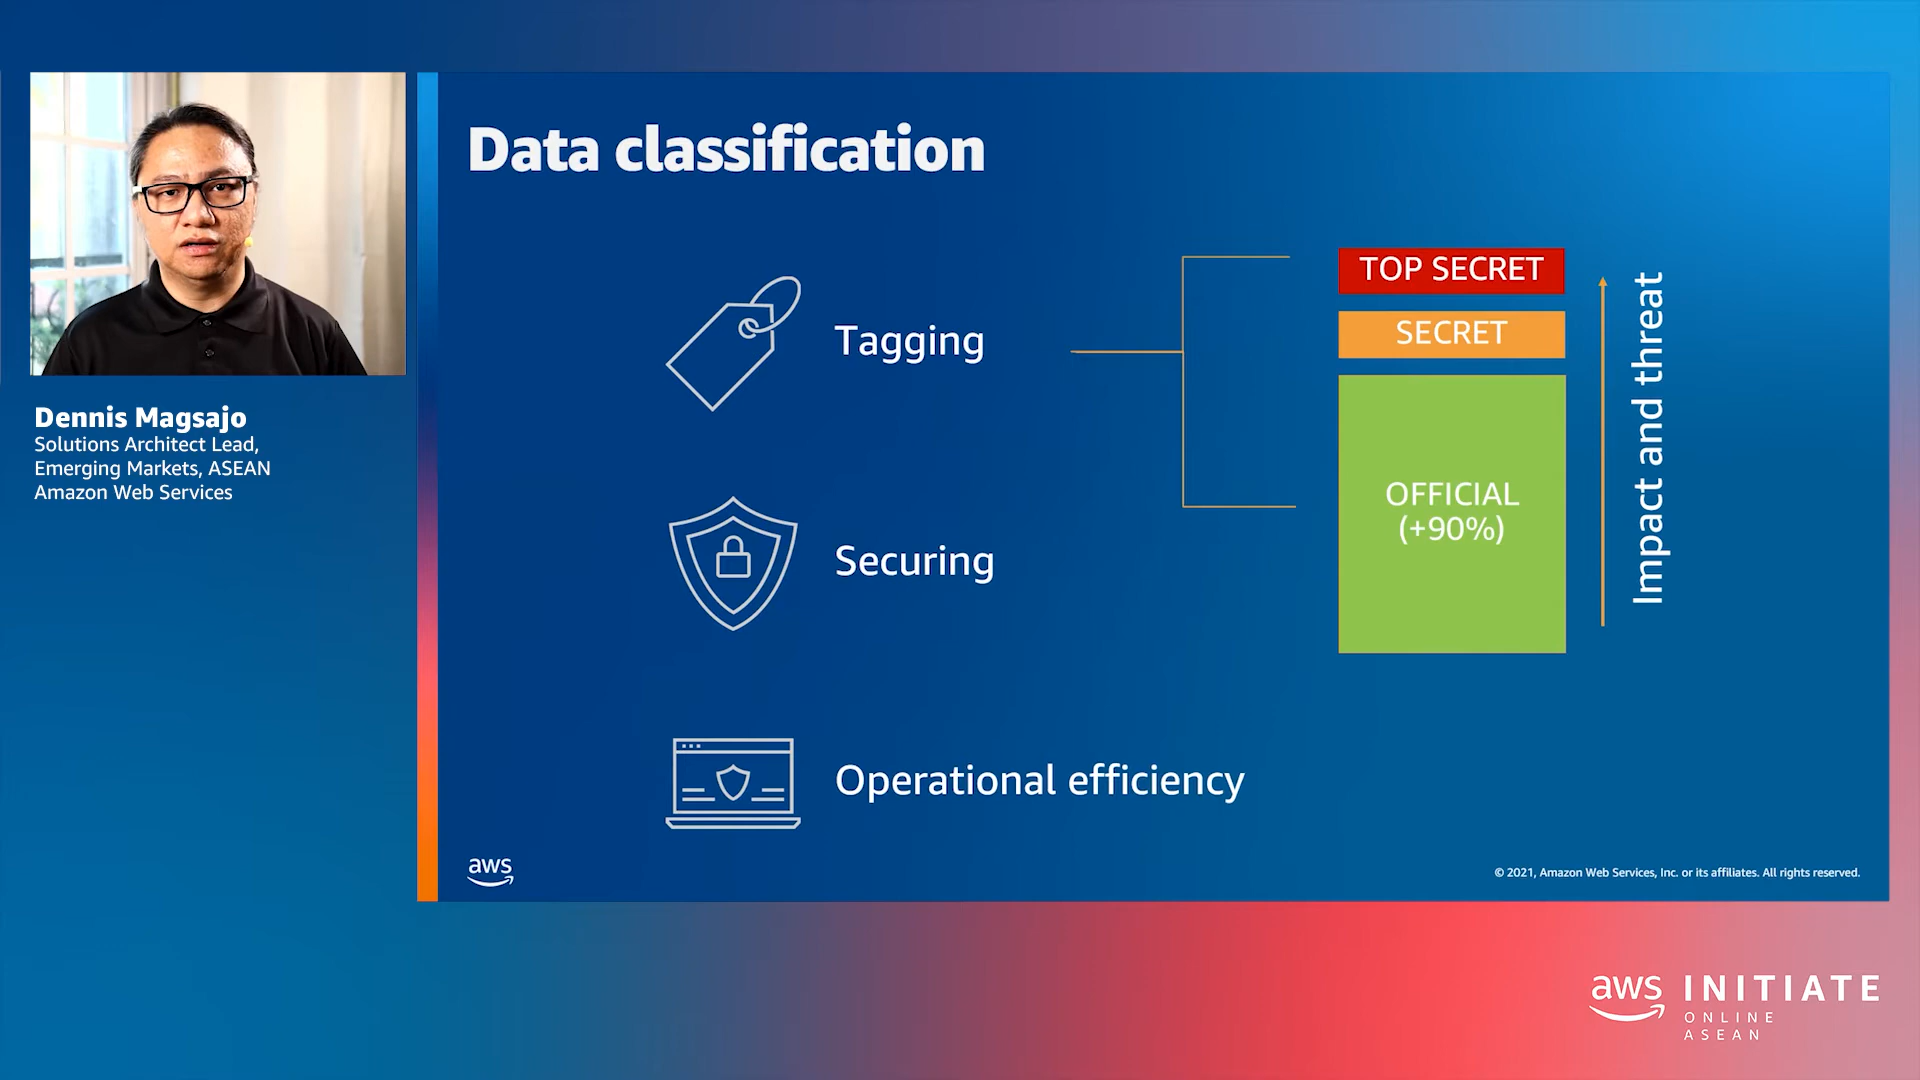 Data classification
Dennis Magsajo
Solutions Architect Lead,
Emerging Markets, ASEAN
Amazon Web Services
Tagging
Securing
Operational efficiency
TOP SECRET
SECRET
OFFICIAL
(+90%)
Impact and threat
aws
© 2021, Amazon Web Services, Inc. or its affiliates. All rights reserved.
aws INITIATE
ONLINE
ASEAN